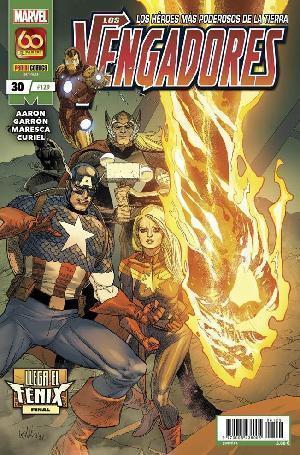 MARVEL
LOS HÉROES MÁS PODEROSOS DE LA TIERRA
LOS
VENGADORES
60
PANINI COMICS
30
#129
AARON
GARRÓN
MARESCA
CURIEL
LLEGA EL
FÉNIX
FINAL